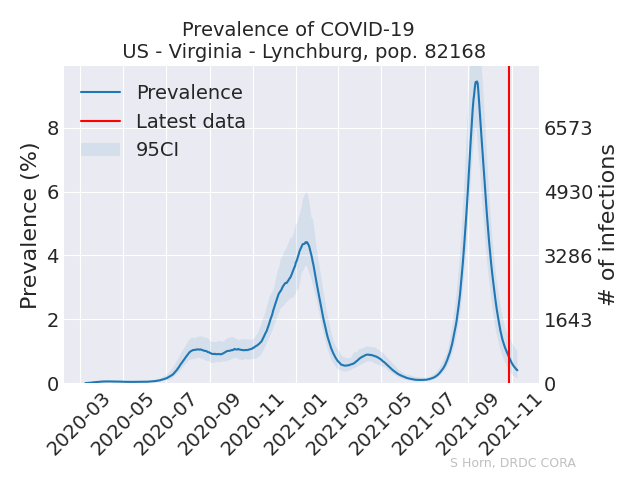 Prevalence of COVID-19
US - Virginia - Lynchburg, pop. 82168
Prevalence
Latest data
95CI
Prevalence (%)
8
6
4
2
0
6573
4930
3286
1643
0
# of infections
2020-03
2020-05
2020-07
2020-09
2020-11
2021-01
2021-03
2021-05
2021-07
2021-09
2021-11
S Horn, DRDC CORA